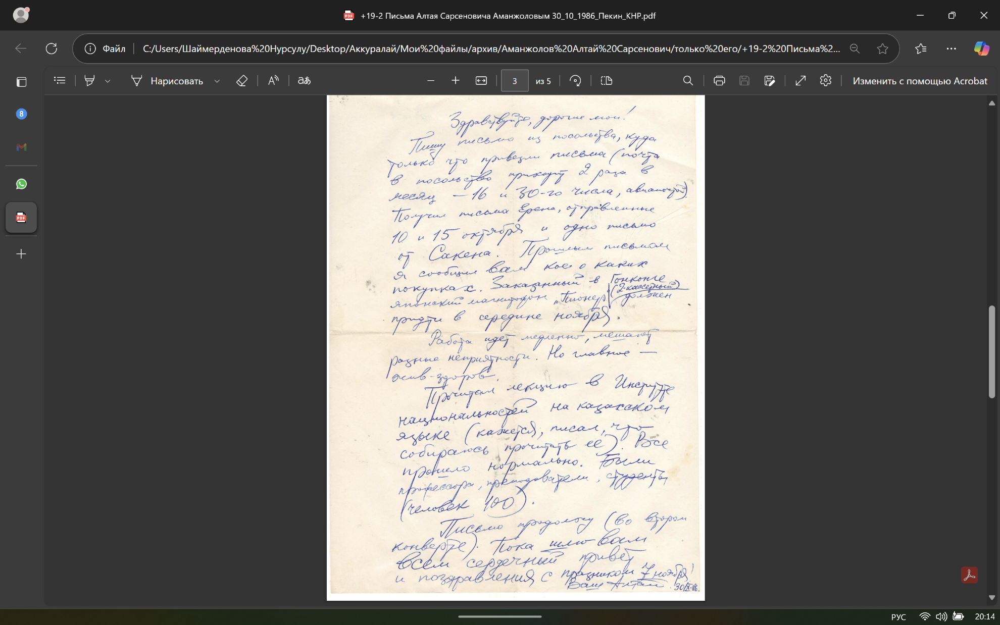 +19-2 Письма Алтая Сарсеновича Аманжоловым 30_10_1986_Пекин_КНР.pdf
Файл C:/Users/Шаймерденова%20Нурсулу/Desktop/Аккуралай/Мои%20файлы/архив/Аманжолов%20Алтай%20Сарсенович/только%20его/+19-2%20Письма%2...
Нарисовать 3 из 5 Изменить с помощью Acrobat
Здравствуйте, дорогие мои!
Пишу письмо из посольства, куда
только что привезли письма (почта
в посольство приходит 2 раза в
месяц – 16 и 30-го числа, авиапочтой).
Получил письма Ерена, отправленные
10 и 15 октября и одно письмо
от Сакена. Прошлым письмом
я сообщил вам кое о каких
покупках. Заказанный в Гонконге
японский магнитофон „Пионер" (2-кассетный) должен
придти в середине ноября.
Работа идет медленно, мешают
разные неприятности. Но главное –
жив-здоров.
Прочитал лекцию в Институте
национальностей на казахском
языке (кажется, писал, что
собираюсь прочитать ее). Все
прошло нормально. Были
профессора, преподаватели, студенты
(человек 100).
Письмо продолжу (во втором
конверте). Пока шлю вам
всем сердечный привет
и поздравления с праздником 7 ноября!
Ваш Алтай. 30/X-86.
РУС 20:14